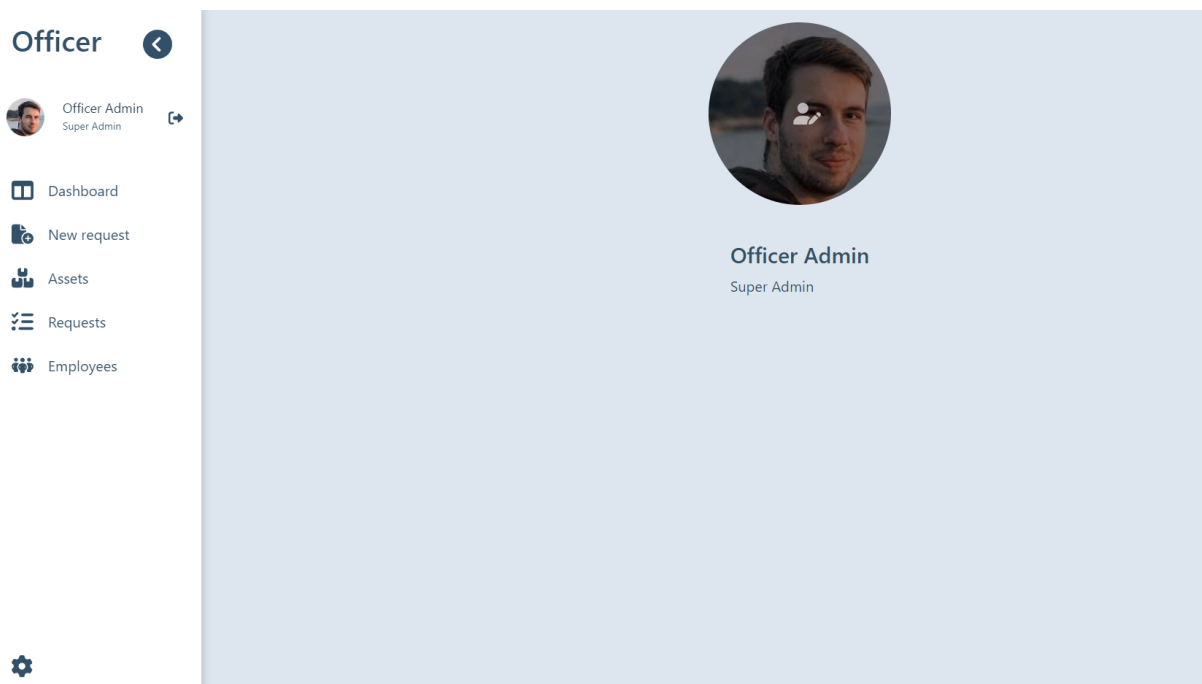 Officer
Officer Admin
Super Admin
Dashboard
New request
Assets
Requests
Employees
Officer Admin
Super Admin